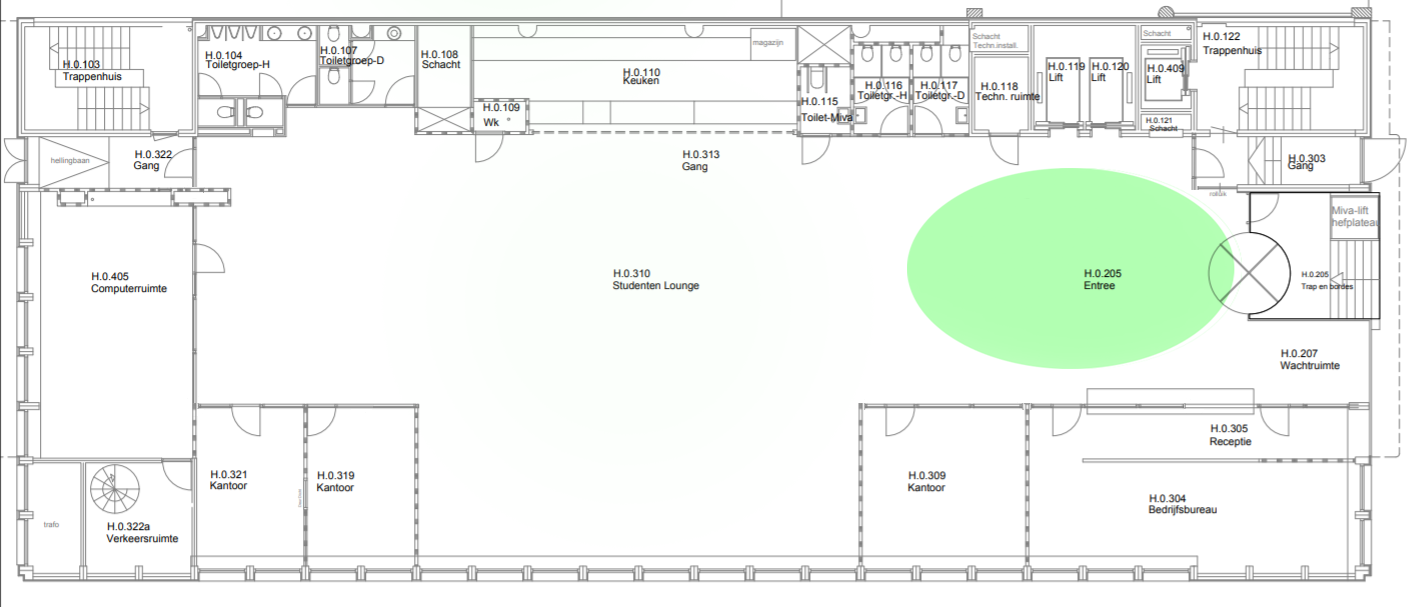 H.0.103
Trappenhuis
H.0.104
Toiletgroep-H
H.0.107
Toiletgroep-D
H.0.108
Schacht
H.0.109
Wk
H.0.110
Keuken
magazijn
H.0.115
Toilet-Miva
H.0.116
Toiletgr.-H
H.0.117
Toiletgr.-D
Schacht
Techn.install.
H.0.118
Techn. ruimte
H.0.119
Lift
H.0.120
Lift
Schacht
H.0.409
Lift
H.0.121
Schacht
H.0.122
Trappenhuis
hellingbaan
H.0.322
Gang
H.0.313
Gang
H.0.303
Gang
Miva-lift
hefplateau
H.0.405
Computerruimte
H.0.310
Studenten Lounge
H.0.205
Entree
H.0.205
Trap en bordes
H.0.207
Wachtruimte
H.0.305
Receptie
H.0.321
Kantoor
H.0.319
Kantoor
H.0.309
Kantoor
H.0.304
Bedrijfsbureau
trafo
H.0.322a
Verkeersruimte